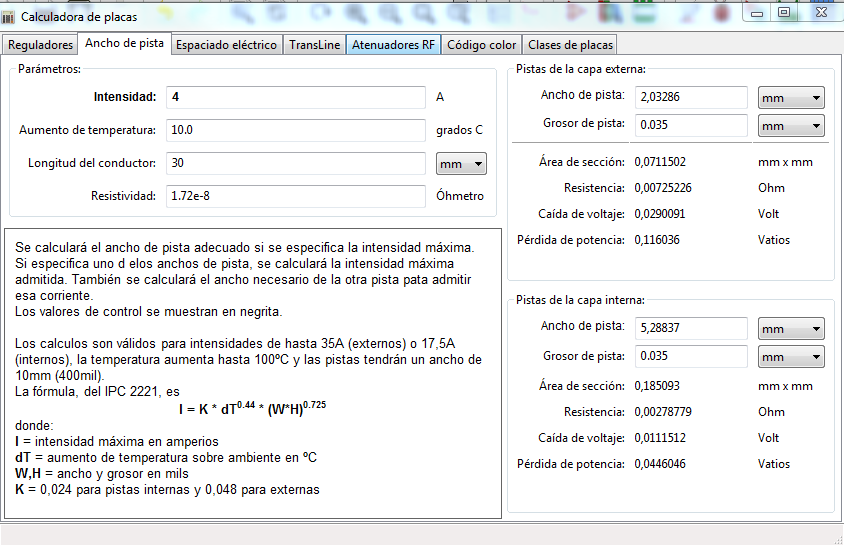 Calculadora de placas
Reguladores Ancho de pista Espaciado eléctrico TransLine Atenuadores RF Código color Clases de placas
Parámetros:
Intensidad: 4 A
Aumento de temperatura: 10.0 grados C
Longitud del conductor: 30 mm
Resistividad: 1.72e-8 Óhmetro
Se calculará el ancho de pista adecuado si se especifica la intensidad máxima.
Si especifica uno d elos anchos de pista, se calculará la intensidad máxima
admitida. También se calculará el ancho necesario de la otra pista pata admitir
esa corriente.
Los valores de control se muestran en negrita.
Los calculos son válidos para intensidades de hasta 35A (externos) o 17,5A
(internos), la temperatura aumenta hasta 100ºC y las pistas tendrán un ancho de
10mm (400mil).
La fórmula, del IPC 2221, es
I = K * dT^0.44 * (W*H)^0.725
donde:
I = intensidad máxima en amperios
dT = aumento de temperatura sobre ambiente en ºC
W,H = ancho y grosor en mils
K = 0,024 para pistas internas y 0,048 para externas
Pistas de la capa externa:
Ancho de pista: 2,03286 mm
Grosor de pista: 0.035 mm
Área de sección: 0,0711502 mm x mm
Resistencia: 0,00725226 Ohm
Caída de voltaje: 0,0290091 Volt
Pérdida de potencia: 0,116036 Vatios
Pistas de la capa interna:
Ancho de pista: 5,28837 mm
Grosor de pista: 0.035 mm
Área de sección: 0,185093 mm x mm
Resistencia: 0,00278779 Ohm
Caída de voltaje: 0,0111512 Volt
Pérdida de potencia: 0,0446046 Vatios